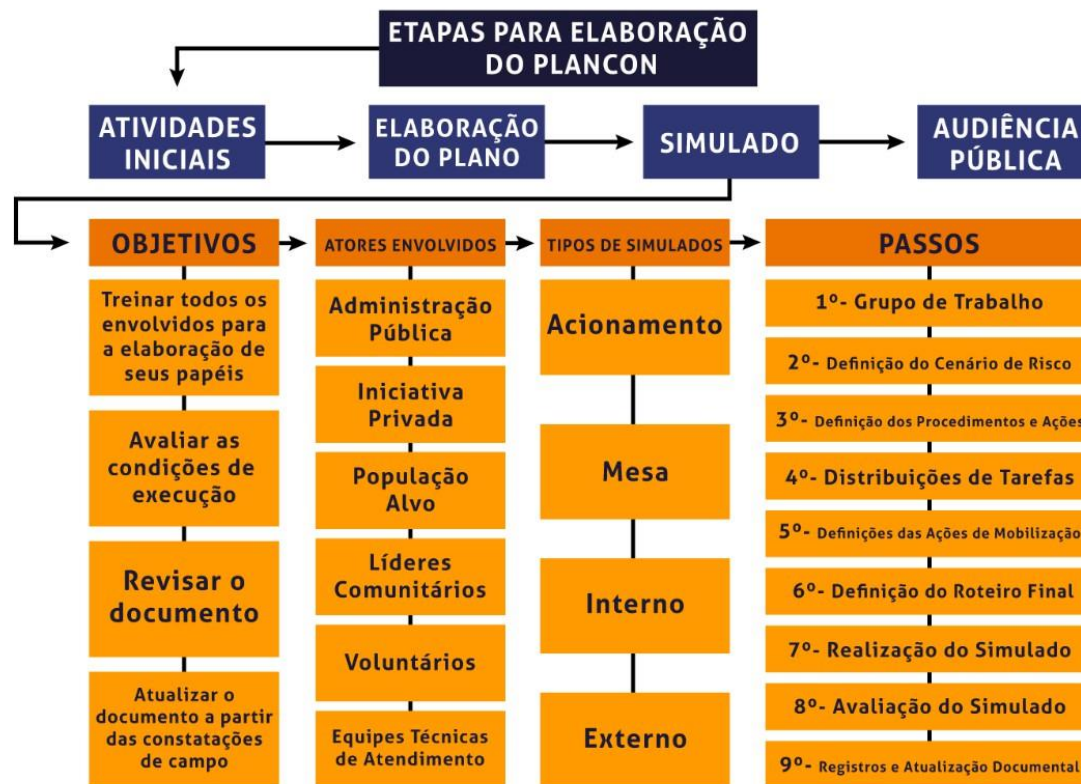 ETAPAS PARA ELABORAÇÃO
DO PLANCON
ATIVIDADES
INICIAIS
ELABORAÇÃO
DO PLANO
SIMULADO
AUDIÊNCIA
PÚBLICA
OBJETIVOS
Treinar todos os
envolvidos para
a elaboração de
seus papéis
Avaliar as
condições de
execução
Revisar o
documento
Atualizar o
documento a partir
das constatações
de campo
ATORES ENVOLVIDOS
Administração
Pública
Iniciativa
Privada
População
Alvo
Líderes
Comunitários
Voluntários
Equipes Técnicas
de Atendimento
TIPOS DE SIMULADOS
Acionamento
Mesa
Interno
Externo
PASSOS
1º- Grupo de Trabalho
2º- Definição do Cenário de Risco
3º- Definição dos Procedimentos e Ações
4º- Distribuições de Tarefas
5º- Definições das Ações de Mobilização
6º- Definição do Roteiro Final
7º- Realização do Simulado
8º- Avaliação do Simulado
9º- Registros e Atualização Documental